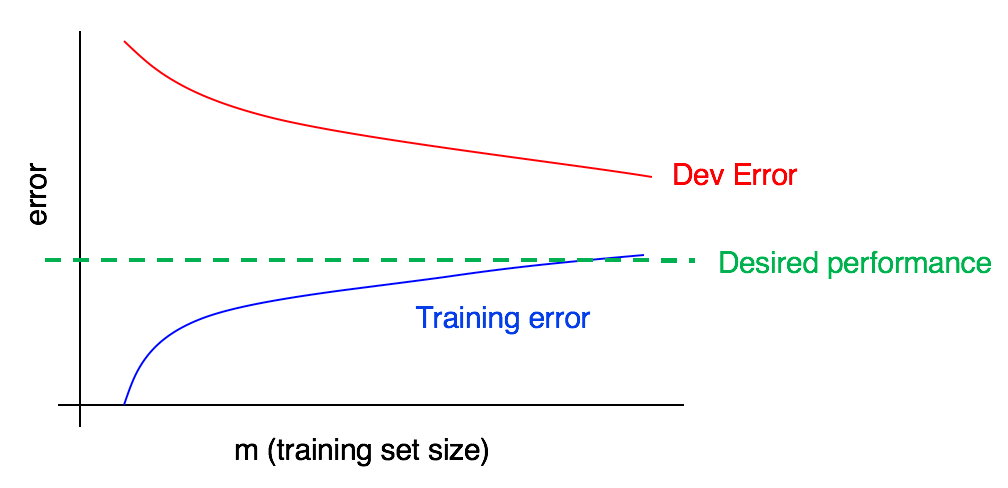 error
Dev Error
Desired performance
Training error
m (training set size)